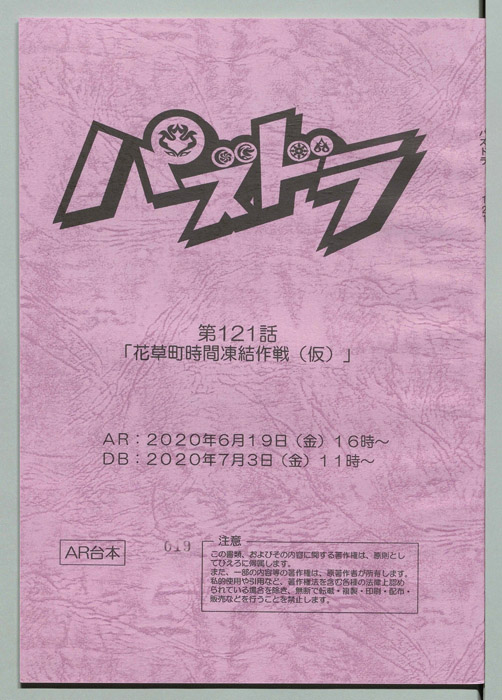 パズドラ
第121話
「花草町時間凍結作戦（仮）」
AR：2020年6月19日（金）16時～
DB：2020年7月3日（金）11時～
AR台本
019
注意
この書類、およびその内容に関する著作権は、原則とし
てぴえろに帰属します。
また、一部の内容等の著作権は、原著作者が所有します。
私的使用や引用など、著作権法を含む各種の法律上認め
られている場合を除き、無断で転載・複製・印刷・配布・
販売などを行うことを禁止します。
パズドラ